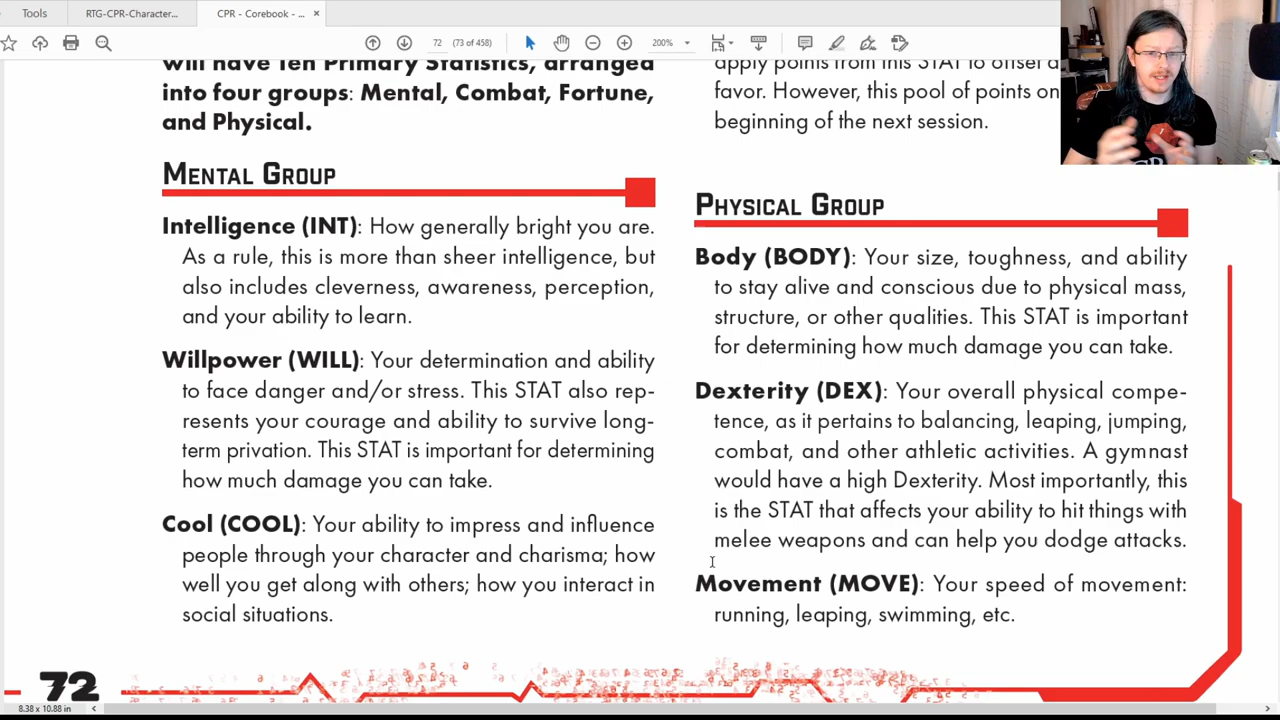 Tools
RTG-CPR-Character...
CPR - Corebook - ...
72
(73 of 458)
200%
will have Ten Primary Statistics, arranged
into four groups: Mental, Combat, Fortune,
and Physical.
MENTAL GROUP
Intelligence (INT): How generally bright you are.
As a rule, this is more than sheer intelligence, but
also includes cleverness, awareness, perception,
and your ability to learn.
Willpower (WILL): Your determination and ability
to face danger and/or stress. This STAT also rep-
resents your courage and ability to survive long-
term privation. This STAT is important for determining
how much damage you can take.
Cool (COOL): Your ability to impress and influence
people through your character and charisma; how
well you get along with others; how you interact in
social situations.
apply points from this STAT to offset a
favor. However, this pool of points on
beginning of the next session.
PHYSICAL GROUP
Body (BODY): Your size, toughness, and ability
to stay alive and conscious due to physical mass,
structure, or other qualities. This STAT is important
for determining how much damage you can take.
Dexterity (DEX): Your overall physical compe-
tence, as it pertains to balancing, leaping, jumping,
combat, and other athletic activities. A gymnast
would have a high Dexterity. Most importantly, this
is the STAT that affects your ability to hit things with
melee weapons and can help you dodge attacks.
Movement (MOVE): Your speed of movement:
running, leaping, swimming, etc.
72
8.38 x 10.88 in